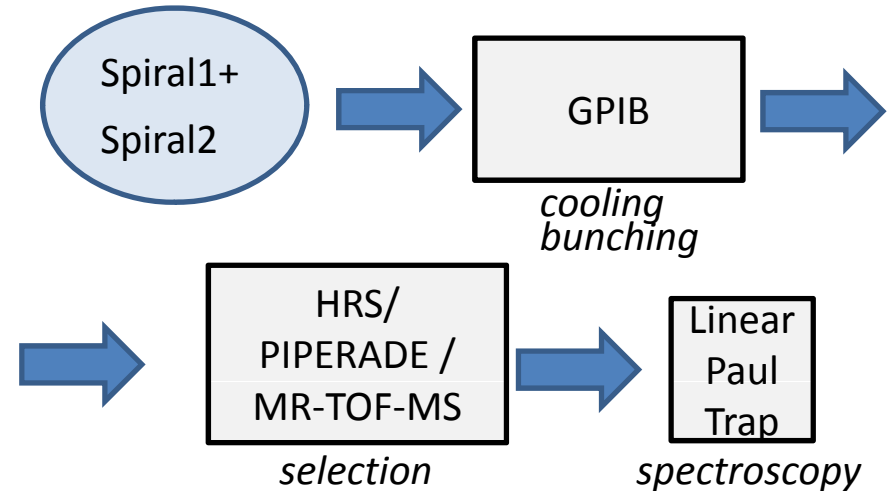 Spiral1+
Spiral2
GPIB
cooling
bunching
HRS/
PIPERADE /
MR-TOF-MS
selection
Linear
Paul
Trap
spectroscopy